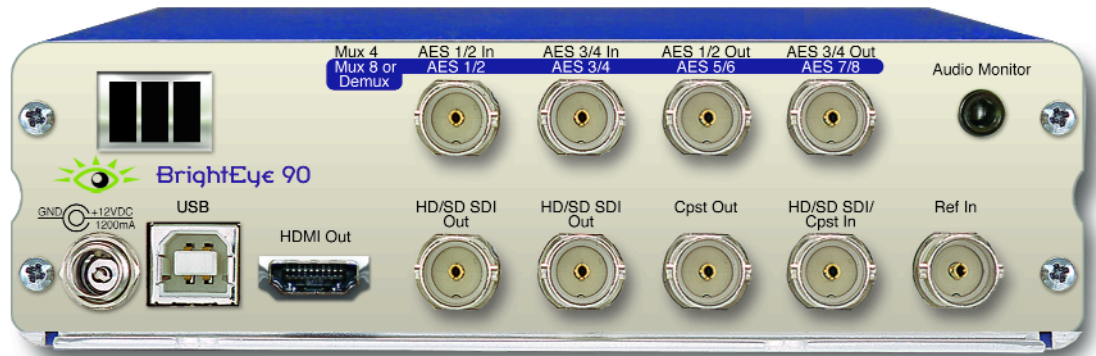 Mux 4 AES 1/2 In AES 3/4 In AES 1/2 Out AES 3/4 Out
Mux 8 or AES 1/2 AES 3/4 AES 5/6 AES 7/8
Demux
Audio Monitor
BrightEye 90
GND +12VDC
1200mA
USB
HDMI Out
HD/SD SDI
Out
HD/SD SDI
Out
Cpst Out
HD/SD SDI/
Cpst In
Ref In